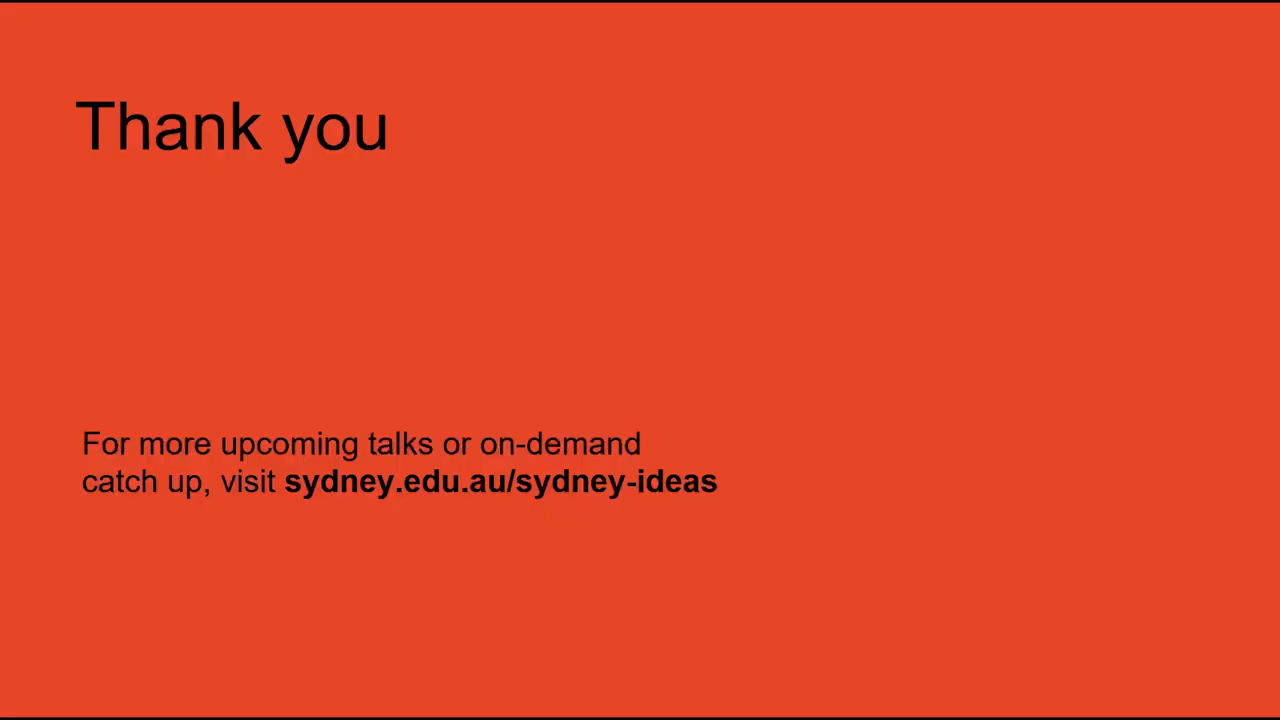 Thank you
For more upcoming talks or on-demand
catch up, visit sydney.edu.au/sydney-ideas